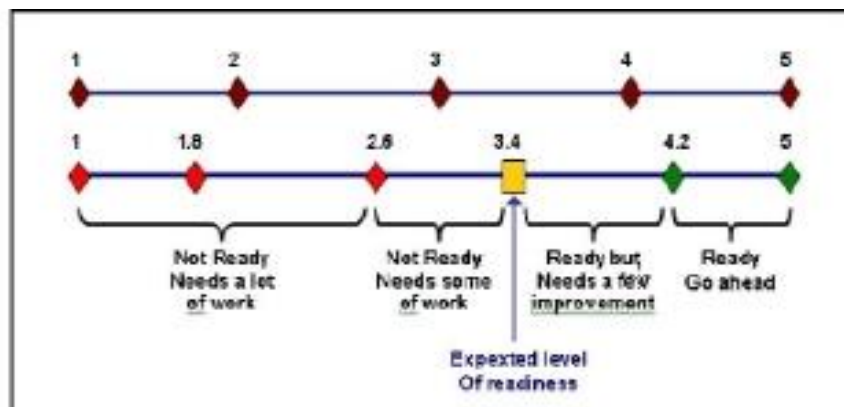 1 2 3 4 5
1 1.8 2.6 3.4 4.2 5
Not Ready
Needs a lot
of work
Not Ready
Needs some
of work
Ready but
Needs a few
improvement
Ready
Go ahead
Expexted level
Of readiness